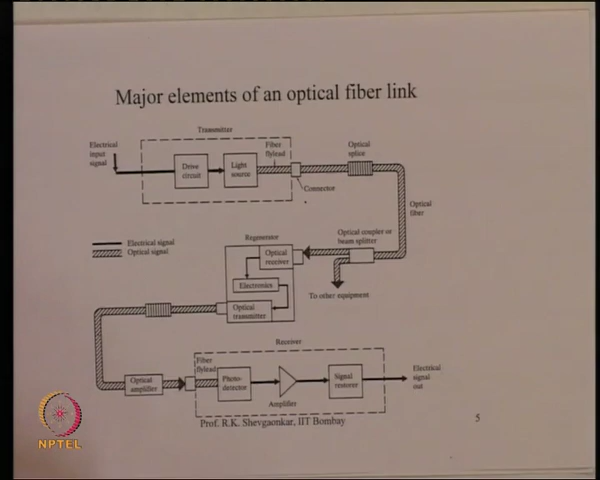 Major elements of an optical fiber link
Transmitter
Electrical
input
signal
Drive
circuit
Light
source
Fiber
flylead
Connector
Optical
splice
Optical
fiber
Electrical signal
Optical signal
Regenerator
Optical
receiver
Electronics
Optical
transmitter
Optical coupler or
beam splitter
To other equipment
Receiver
Optical
amplifier
Fiber
flylead
Photo-
detector
Amplifier
Signal
restorer
Electrical
signal
out
Prof. R.K. Shevgaonkar, IIT Bombay
5
NPTEL